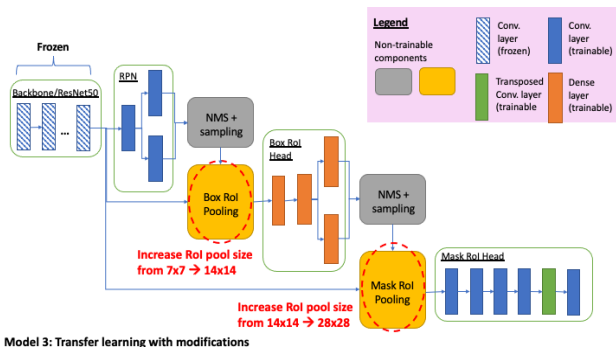 Frozen
Backbone/ResNet50
...
RPN
NMS +
sampling
Box RoI
Pooling
Increase RoI pool size
from 7x7 → 14x14
Box RoI
Head
NMS +
sampling
Mask RoI
Pooling
Increase RoI pool size
from 14x14 → 28x28
Mask RoI Head
Legend
Non-trainable
components
Conv.
layer
(frozen)
Conv.
layer
(trainable)
Transposed
Conv. layer
(trainable
Dense
layer
(trainable)
Model 3: Transfer learning with modifications